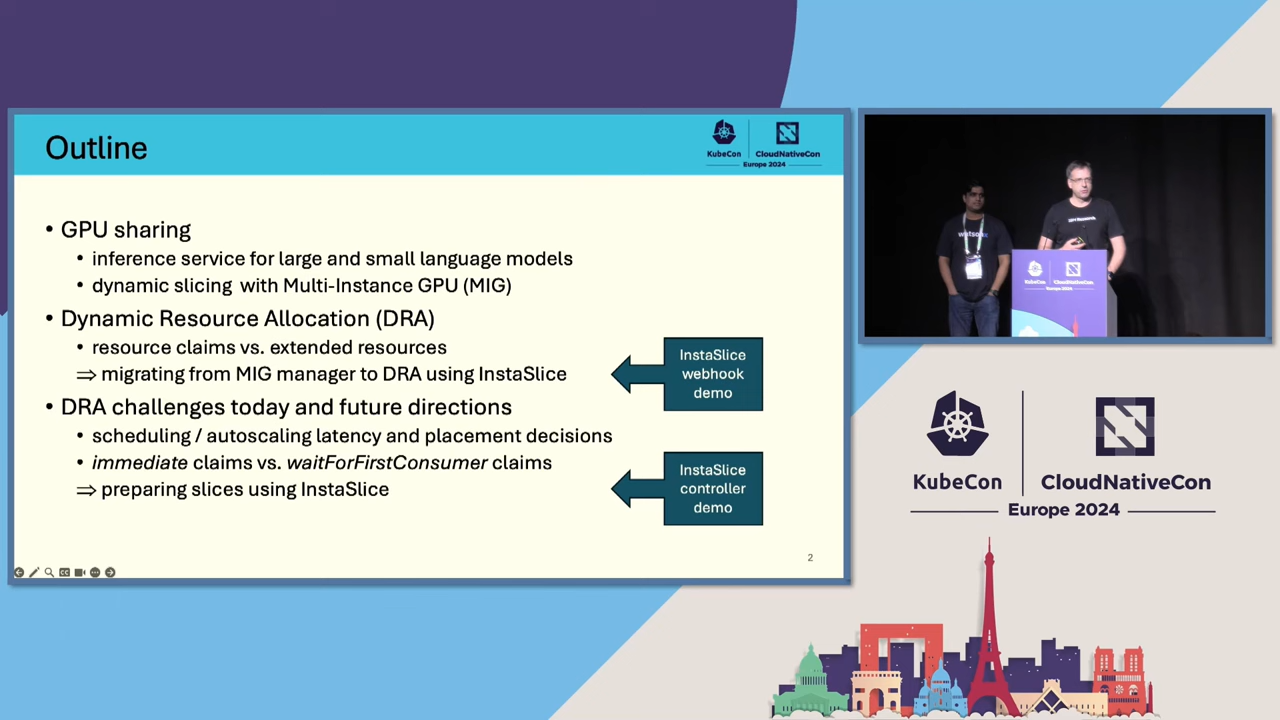 Outline
KubeCon
CloudNativeCon
Europe 2024
• GPU sharing
• inference service for large and small language models
• dynamic slicing with Multi-Instance GPU (MIG)
• Dynamic Resource Allocation (DRA)
• resource claims vs. extended resources
⇒ migrating from MIG manager to DRA using InstaSlice
InstaSlice
webhook
demo
• DRA challenges today and future directions
• scheduling / autoscaling latency and placement decisions
• immediate claims vs. waitForFirstConsumer claims
⇒ preparing slices using InstaSlice
InstaSlice
controller
demo
2
watsonx
KubeCon
CloudNativeCon
Europe 2024